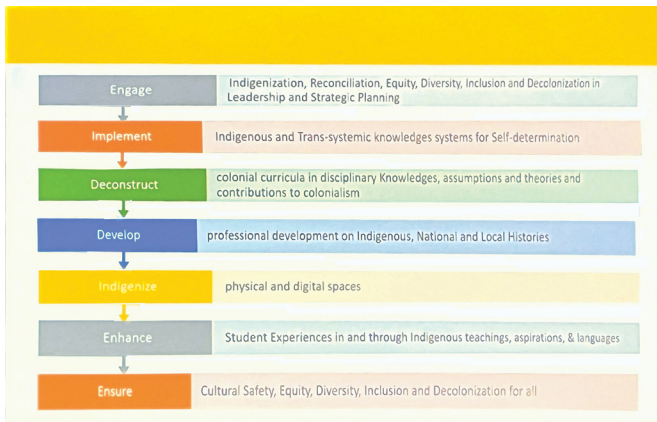 Engage
Indigenization, Reconciliation, Equity, Diversity, Inclusion and Decolonization in
Leadership and Strategic Planning
Implement
Indigenous and Trans-systemic knowledges systems for Self-determination
Deconstruct
colonial curricula in disciplinary Knowledges, assumptions and theories and
contributions to colonialism
Develop
professional development on Indigenous, National and Local Histories
Indigenize
physical and digital spaces
Enhance
Student Experiences in and through Indigenous teachings, aspirations, & languages
Ensure
Cultural Safety, Equity, Diversity, Inclusion and Decolonization for all